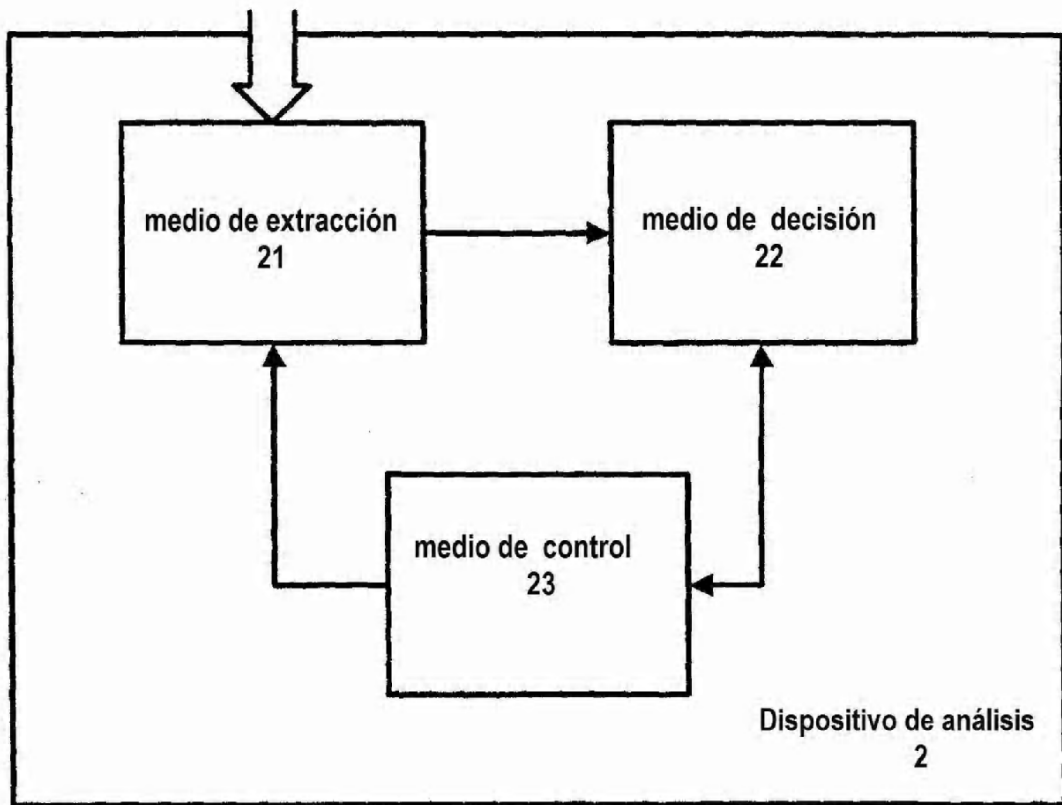 medio de extracción
21
medio de decisión
22
medio de control
23
Dispositivo de análisis
2